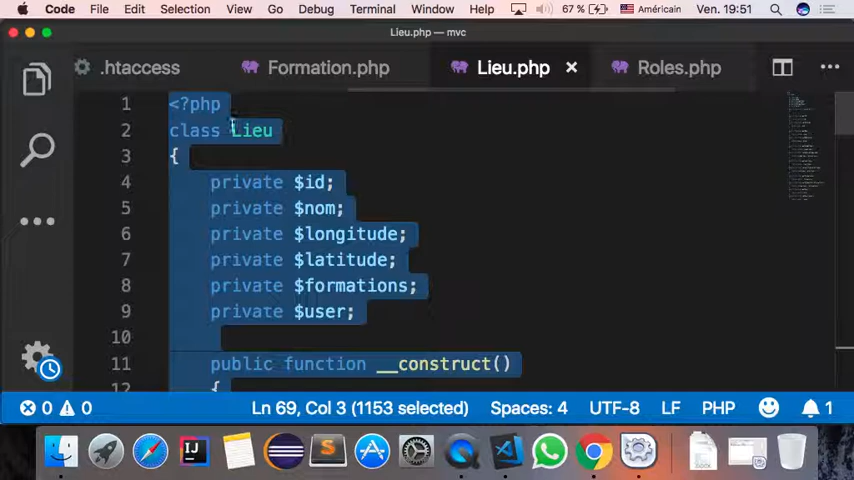 Code File Edit Selection View Go Debug Terminal Window Help 67 % Américain Ven. 19:51
Lieu.php — mvc
.htaccess Formation.php Lieu.php × Roles.php
1 <?php
2 class Lieu
3 {
4 private $id;
5 private $nom;
6 private $longitude;
7 private $latitude;
8 private $formations;
9 private $user;
10
11 public function __construct()
12 {
0 0 Ln 69, Col 3 (1153 selected) Spaces: 4 UTF-8 LF PHP 1